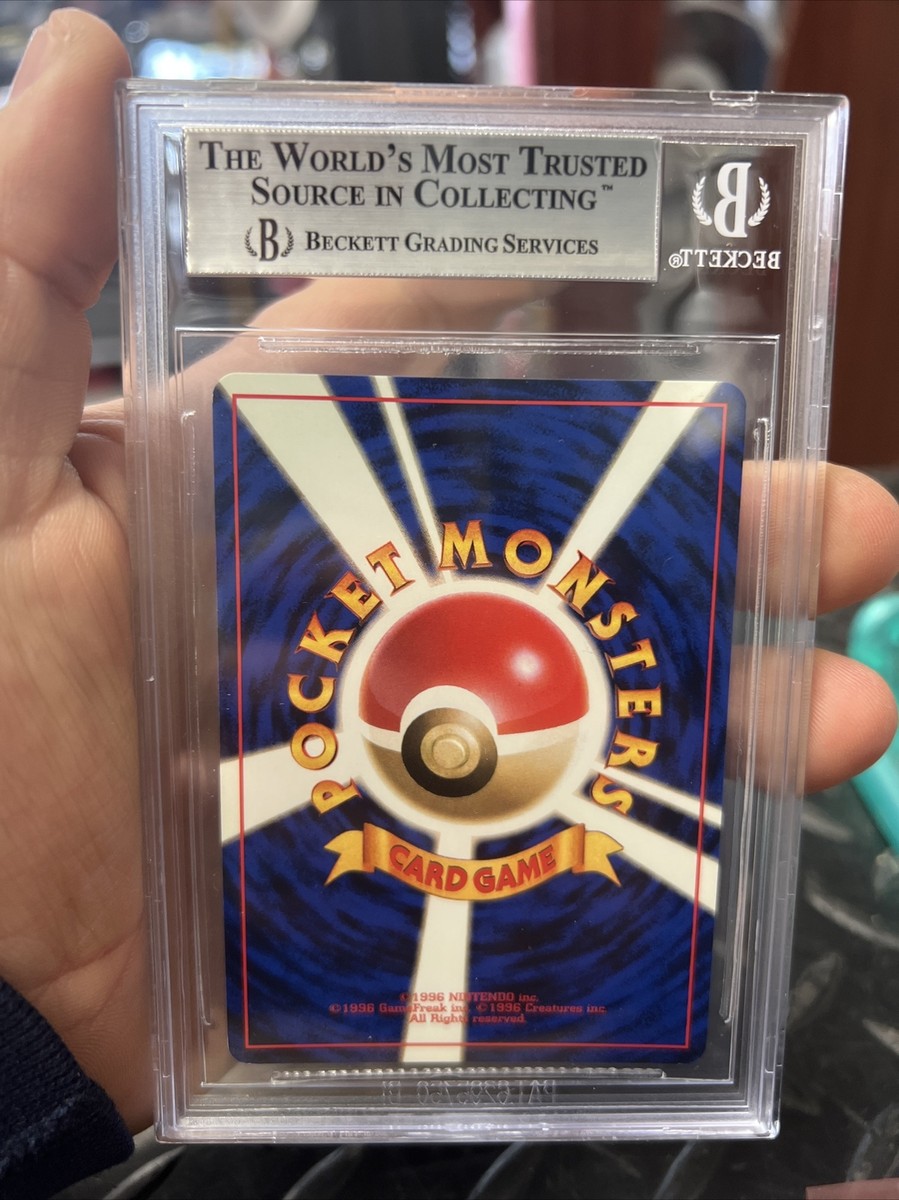 THE WORLD'S MOST TRUSTED
SOURCE IN COLLECTING™
B BECKETT GRADING SERVICES
B
BECKETT®
POCKET MONSTERS
CARD GAME
©1996 NINTENDO inc.
©1996 GameFreak inc. ©1996 Creatures inc.
All Rights reserved.